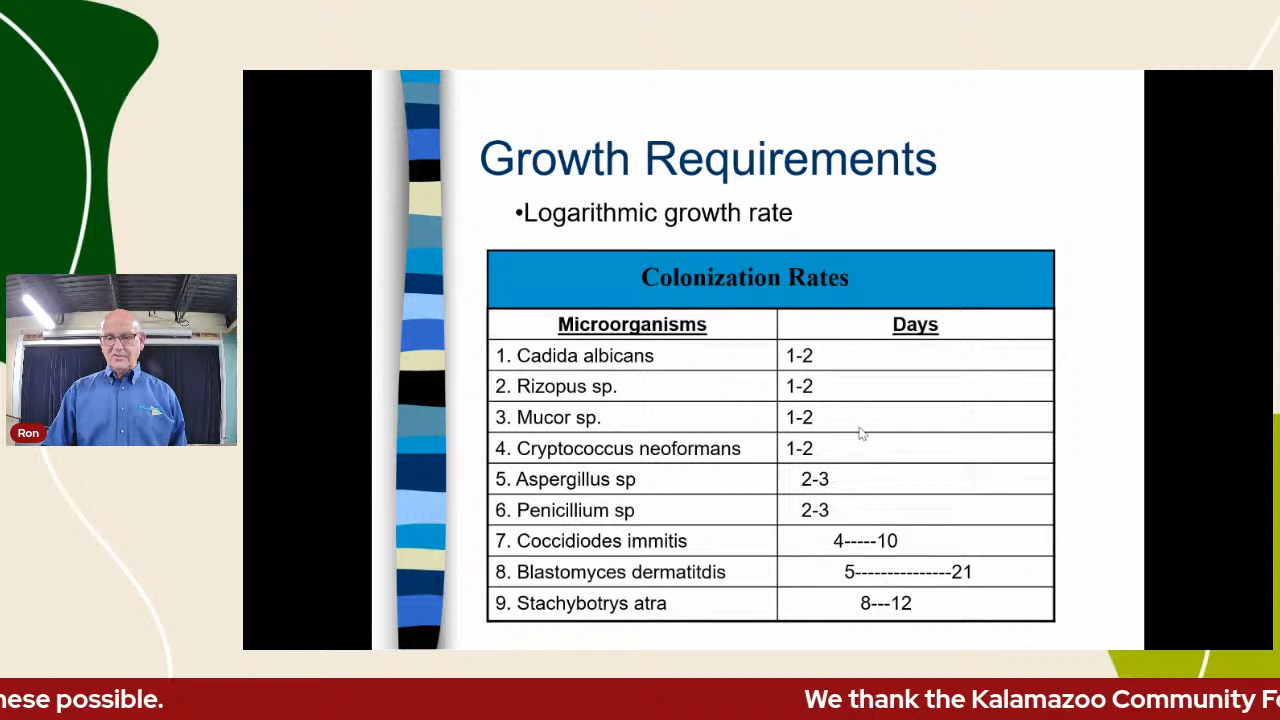 Growth Requirements
•Logarithmic growth rate
Colonization Rates
Microorganisms Days
1. Cadida albicans 1-2
2. Rizopus sp. 1-2
3. Mucor sp. 1-2
4. Cryptococcus neoformans 1-2
5. Aspergillus sp 2-3
6. Penicillium sp 2-3
7. Coccidiodes immitis 4-----10
8. Blastomyces dermatitdis 5---------------21
9. Stachybotrys atra 8---12
Ron
hese possible. We thank the Kalamazoo Community